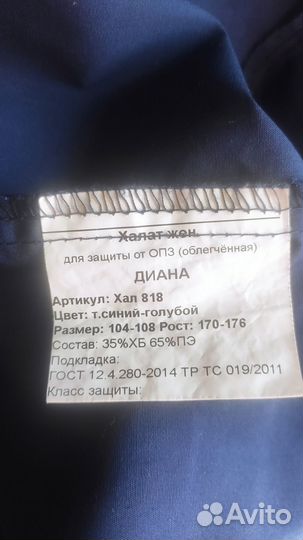 Халат жен.
для защиты от ОПЗ (облегчённая)
ДИАНА
Артикул: Хал 818
Цвет: т.синий-голубой
Размер: 104-108 Рост: 170-176
Состав: 35%ХБ 65%ПЭ
Подкладка:
ГОСТ 12.4.280-2014 ТР ТС 019/2011
Класс защиты:
Avito